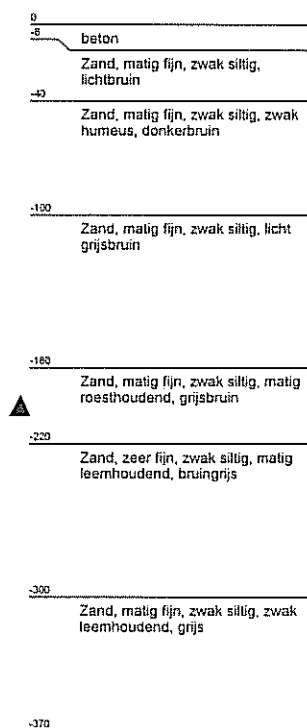 0
-8
beton
Zand, matig fijn, zwak siltig,
lichtbruin
-40
Zand, matig fijn, zwak siltig, zwak
humeus, donkerbruin
-100
Zand, matig fijn, zwak siltig, licht
grijsbruin
-180
Zand, matig fijn, zwak siltig, matig
roesthoudend, grijsbruin
-220
Zand, zeer fijn, zwak siltig, matig
leemhoudend, bruingrijs
-300
Zand, matig fijn, zwak siltig, zwak
leemhoudend, grijs
-370